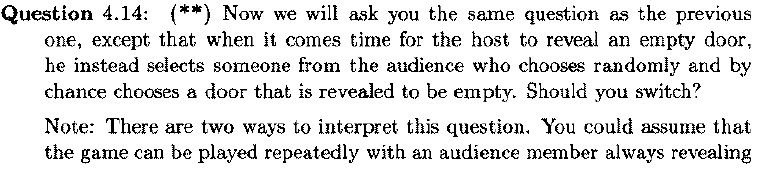 Question 4.14: (**) Now we will ask you the same question as the previous
one, except that when it comes time for the host to reveal an empty door,
he instead selects someone from the audience who chooses randomly and by
chance chooses a door that is revealed to be empty. Should you switch?
Note: There are two ways to interpret this question. You could assume that
the game can be played repeatedly with an audience member always revealing